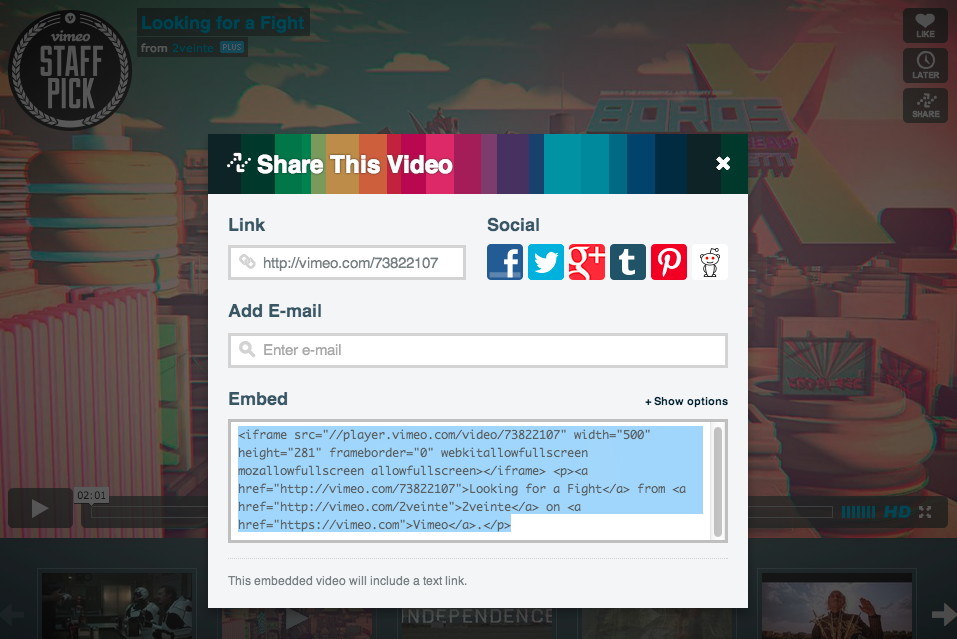 Looking for a Fight
from 2veinte PLUS
vimeo
STAFF
PICK
LIKE
LATER
SHARE
BOROS
Share This Video
Link
Social
http://vimeo.com/73822107
Add E-mail
Enter e-mail
Embed
+ Show options
<iframe src="//player.vimeo.com/video/73822107" width="500"
height="281" frameborder="0" webkitallowfullscreen
mozallowfullscreen allowfullscreen></iframe> <p><a
href="http://vimeo.com/73822107">Looking for a Fight</a> from <a
href="http://vimeo.com/2veinte">2veinte</a> on <a
href="https://vimeo.com">Vimeo</a>.</p>
02:01
HD
This embedded video will include a text link.
INDEPENDENCE